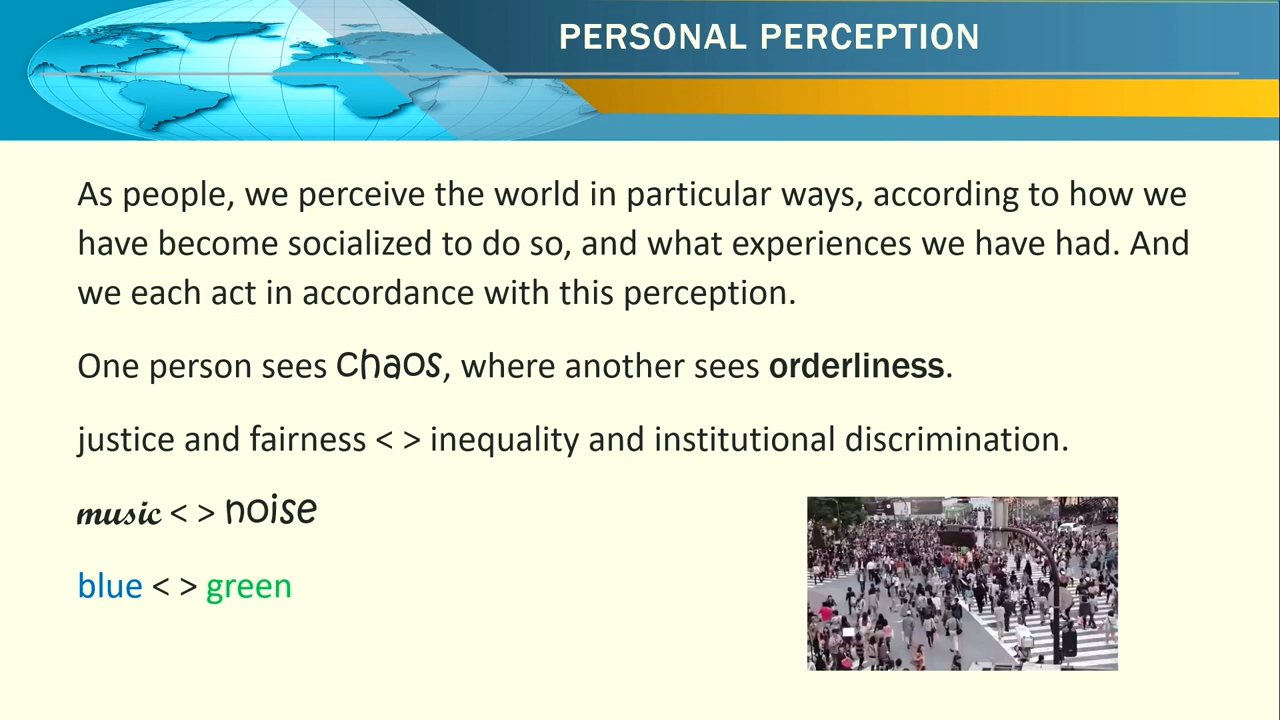 PERSONAL PERCEPTION
As people, we perceive the world in particular ways, according to how we
have become socialized to do so, and what experiences we have had. And
we each act in accordance with this perception.
One person sees chaos, where another sees orderliness.
justice and fairness < > inequality and institutional discrimination.
music < > noise
blue < > green